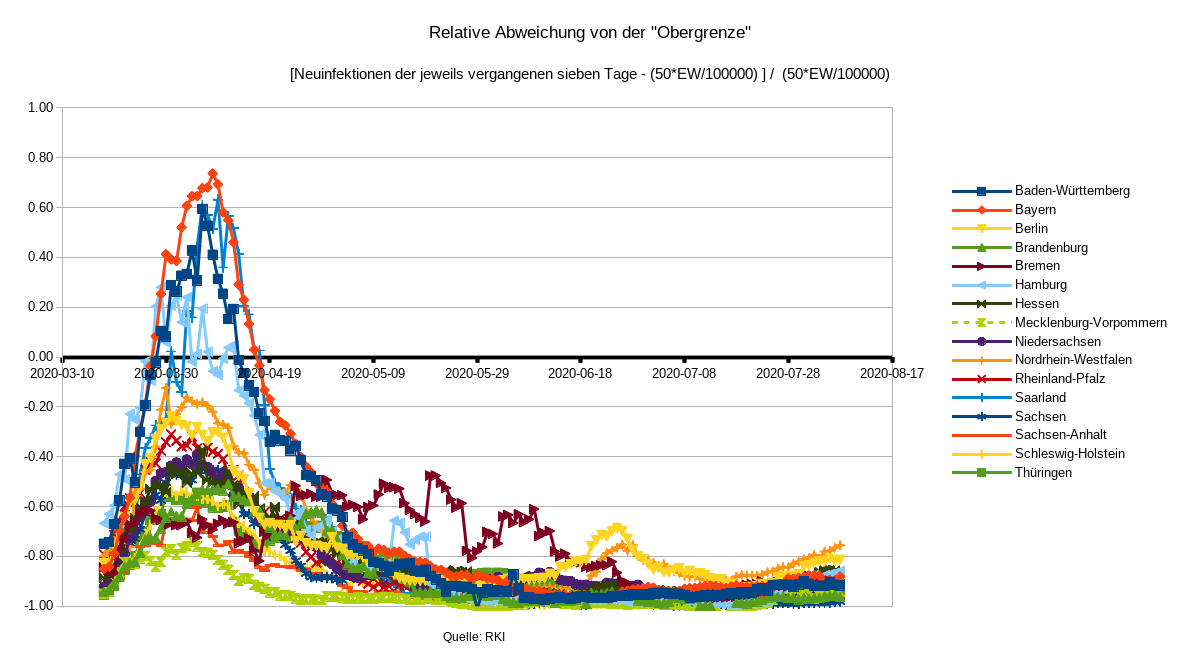 Relative Abweichung von der "Obergrenze"
[Neuinfektionen der jeweils vergangenen sieben Tage - (50*EW/100000) ] /  (50*EW/100000)
1.00
0.80
0.60
0.40
0.20
0.00
-0.20
-0.40
-0.60
-0.80
-1.00
2020-03-10 2020-03-30 2020-04-19 2020-05-09 2020-05-29 2020-06-18 2020-07-08 2020-07-28 2020-08-17
Baden-Württemberg
Bayern
Berlin
Brandenburg
Bremen
Hamburg
Hessen
Mecklenburg-Vorpommern
Niedersachsen
Nordrhein-Westfalen
Rheinland-Pfalz
Saarland
Sachsen
Sachsen-Anhalt
Schleswig-Holstein
Thüringen
Quelle: RKI